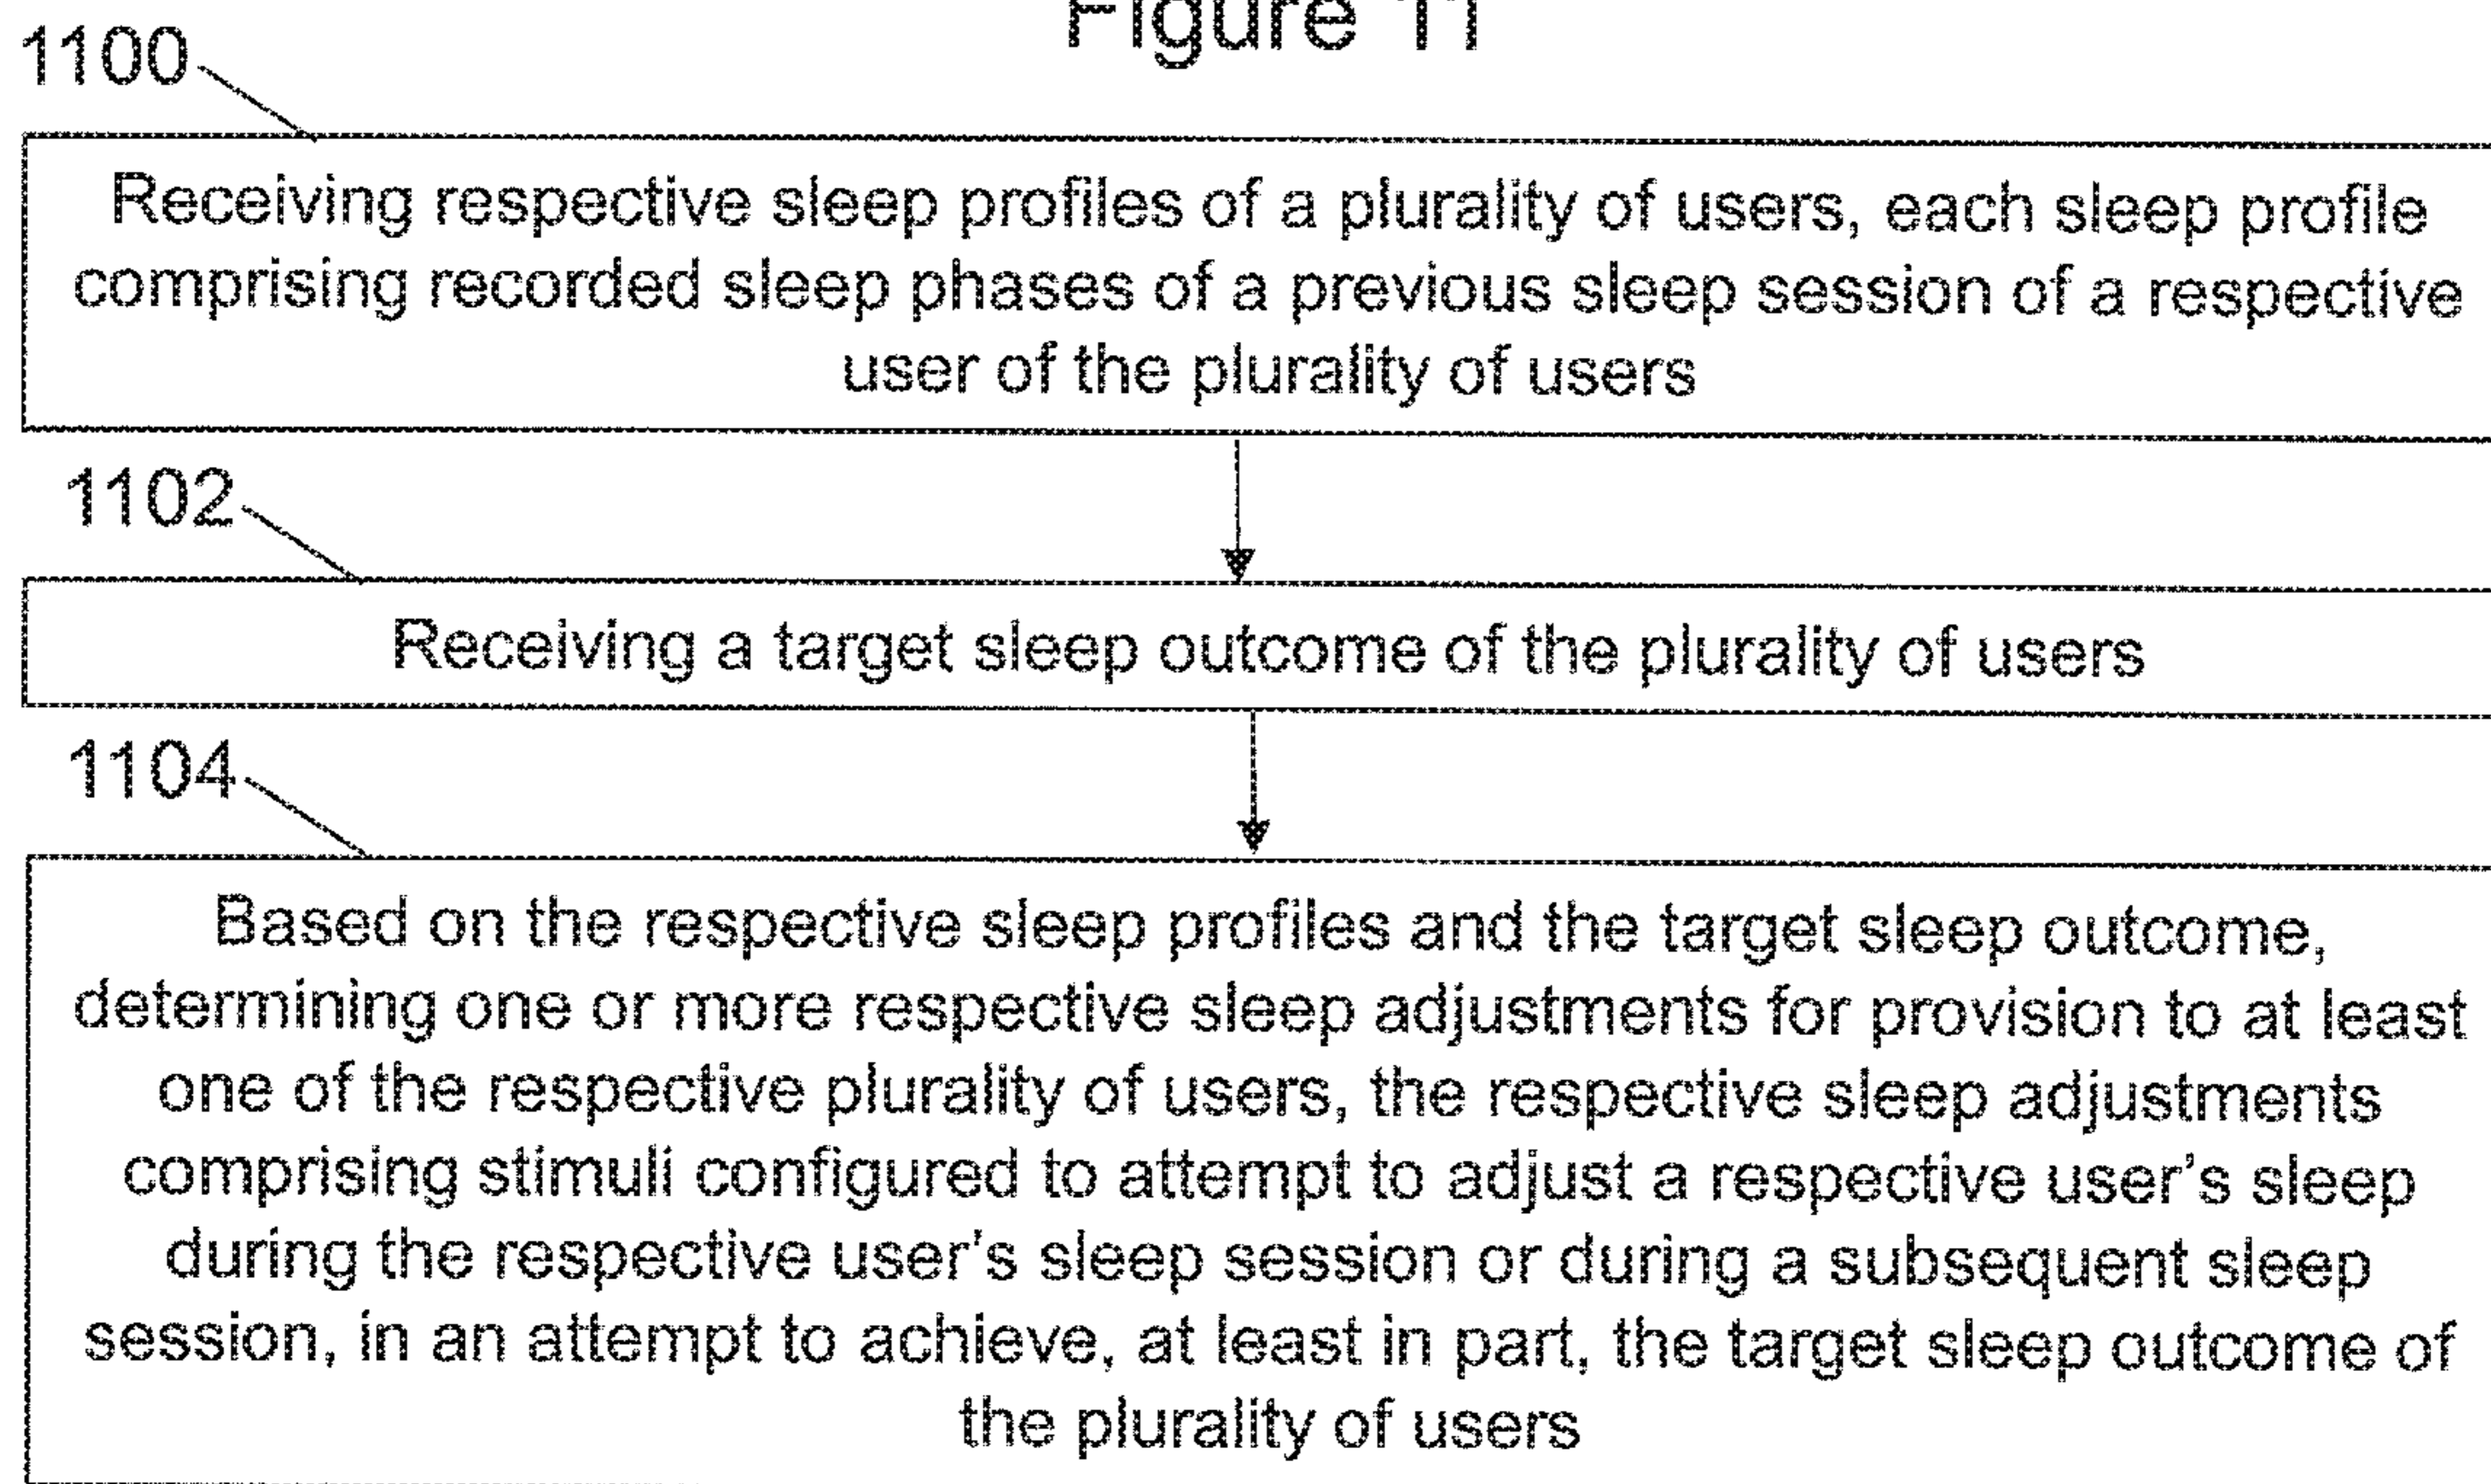 Figure 11
1100
Receiving respective sleep profiles of a plurality of users, each sleep profile
comprising recorded sleep phases of a previous sleep session of a respective
user of the plurality of users
1102
Receiving a target sleep outcome of the plurality of users
1104
Based on the respective sleep profiles and the target sleep outcome,
determining one or more respective sleep adjustments for provision to at least
one of the respective plurality of users, the respective sleep adjustments
comprising stimuli configured to attempt to adjust a respective user's sleep
during the respective user's sleep session or during a subsequent sleep
session, in an attempt to achieve, at least in part, the target sleep outcome of
the plurality of users